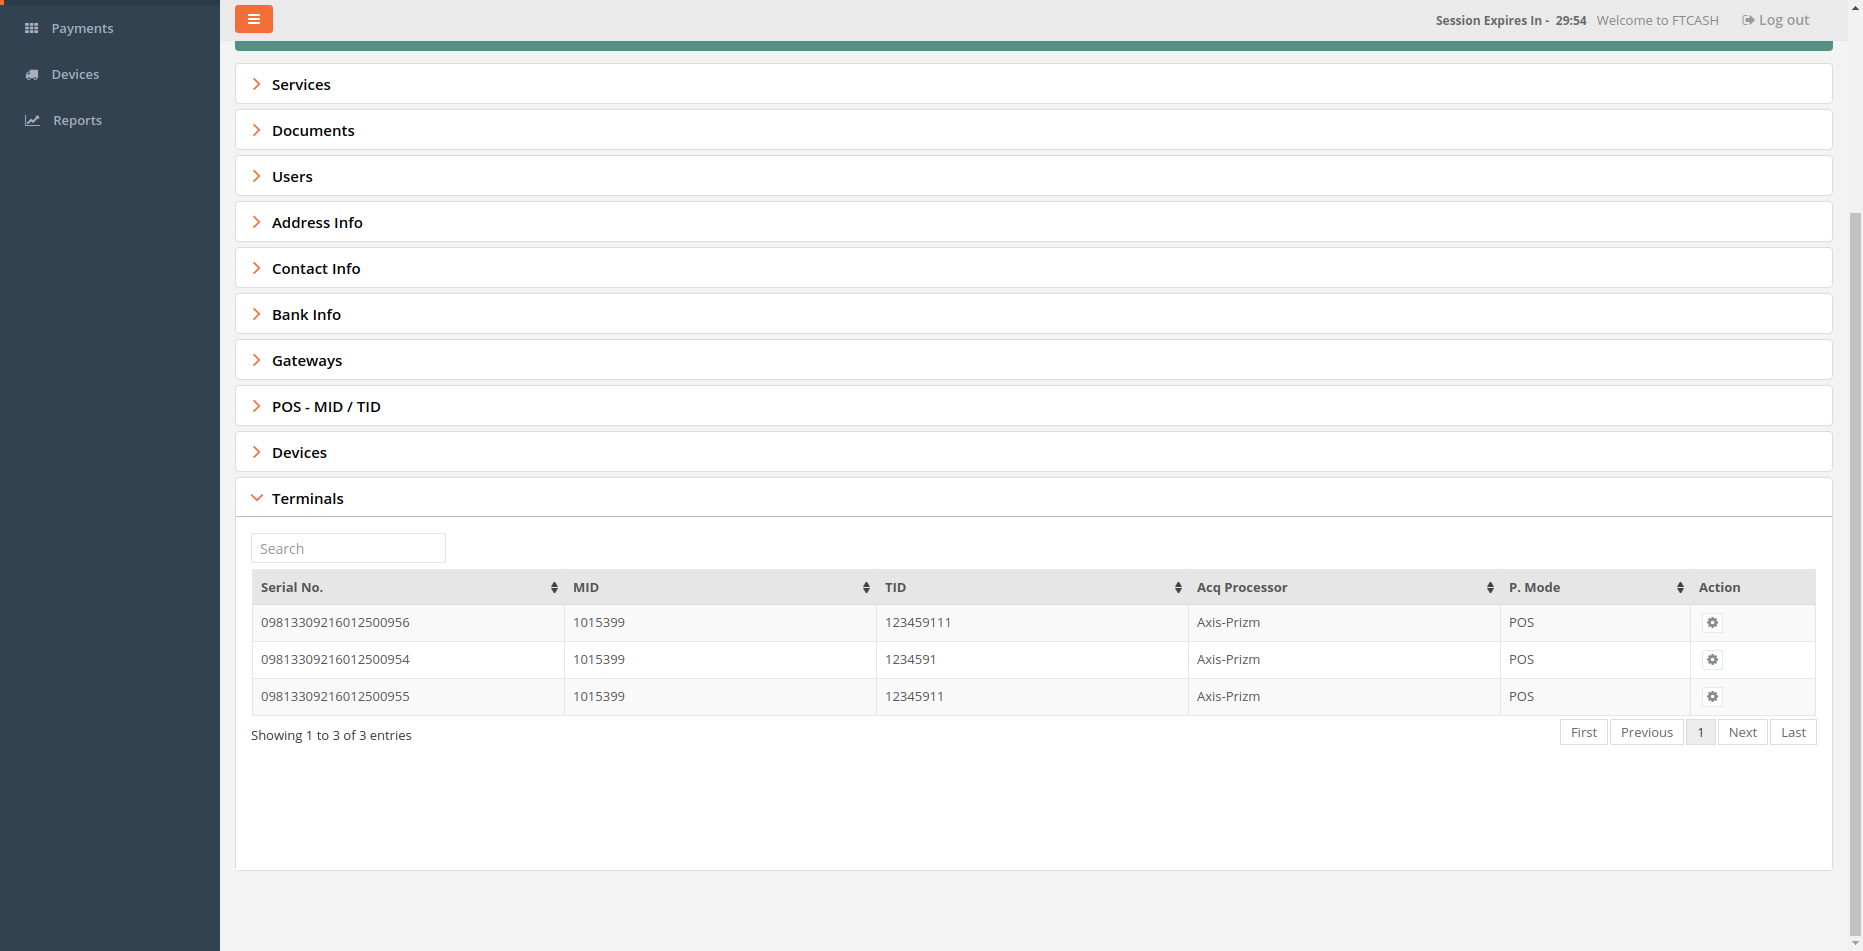 Payments
Devices
Reports
Session Expires In - 29:54 Welcome to FTCASH Log out
Services
Documents
Users
Address Info
Contact Info
Bank Info
Gateways
POS - MID / TID
Devices
Terminals
Search
Serial No. MID TID Acq Processor P. Mode Action
09813309216012500956 1015399 123459111 Axis-Prizm POS
09813309216012500954 1015399 1234591 Axis-Prizm POS
09813309216012500955 1015399 12345911 Axis-Prizm POS
Showing 1 to 3 of 3 entries
First Previous 1 Next Last